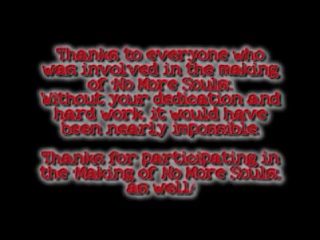 Thanks to everyone who
was involved in the making
of No More Souls.
Without your dedication and
hard work, it would have
been nearly impossible.
Thanks for participating in
the Making of No More Souls,
as well!